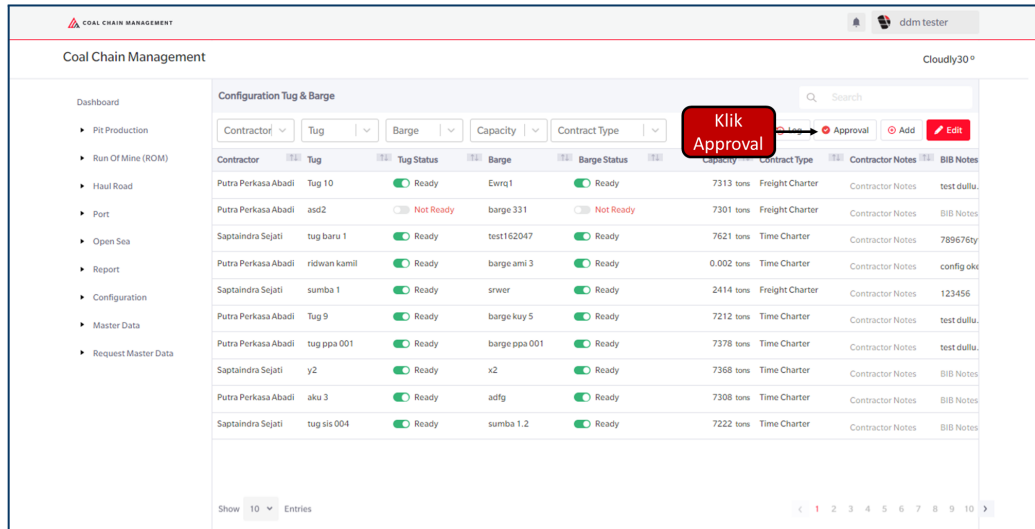 COAL CHAIN MANAGEMENT
ddm tester
Coal Chain Management
Cloudly30°
Dashboard
Pit Production
Run Of Mine (ROM)
Haul Road
Port
Open Sea
Report
Configuration
Master Data
Request Master Data
Configuration Tug & Barge
Search
Contractor Tug Barge Capacity Contract Type
Klik
Approval
Log Approval Add Edit
Contractor Tug Tug Status Barge Barge Status Capacity Contract Type Contractor Notes BIB Notes
Putra Perkasa Abadi Tug 10 Ready Ewrq1 Ready 7313 tons Freight Charter Contractor Notes test dullu.
Putra Perkasa Abadi asd2 Not Ready barge 331 Not Ready 7301 tons Freight Charter Contractor Notes BIB Notes
Saptaindra Sejati tug baru 1 Ready test162047 Ready 7621 tons Time Charter Contractor Notes 789676ty
Putra Perkasa Abadi ridwan kamil Ready barge ami 3 Ready 0.002 tons Time Charter Contractor Notes config oke
Saptaindra Sejati sumba 1 Ready srwer Ready 2414 tons Freight Charter Contractor Notes 123456
Putra Perkasa Abadi Tug 9 Ready barge kuy 5 Ready 7212 tons Time Charter Contractor Notes test dullu.
Putra Perkasa Abadi tug ppa 001 Ready barge ppa 001 Ready 7378 tons Time Charter Contractor Notes test dullu.
Saptaindra Sejati y2 Ready x2 Ready 7368 tons Time Charter Contractor Notes BIB Notes
Putra Perkasa Abadi aku 3 Ready adfg Ready 7308 tons Time Charter Contractor Notes BIB Notes
Saptaindra Sejati tug sis 004 Ready sumba 1.2 Ready 7222 tons Time Charter Contractor Notes BIB Notes
Show 10 Entries
1 2 3 4 5 6 7 8 9 10